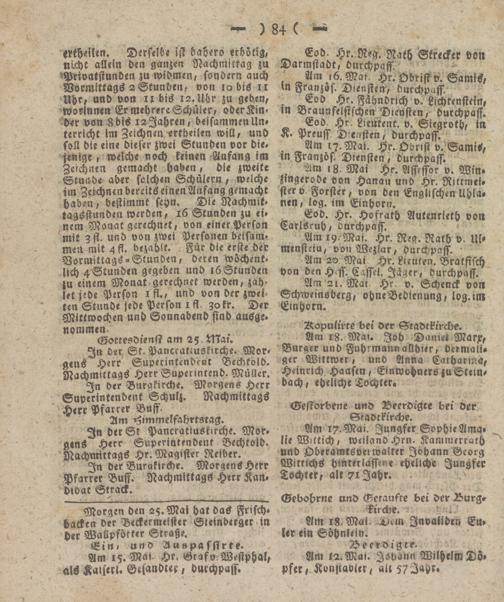 — )84( —
ertheilen. Derselbe ist dahero erbötig,
nicht allein den ganzen Nachmittag zu
Privatstunden zu widmen, sondern auch
Vormittags 2 Stunden, von 10 bis 11
Uhr, und von 11 bis 12. Uhr zu geben,
worinnen Er mehrere Schüler, oder Kin-
der von 8 bis 12 Jahren, beisammen Un-
terricht im Zeichnen ertheilen will, und
soll die eine dieser zwei Stunden vor die-
jenige, welche noch keinen Anfang im
Zeichnen gemacht haben, die zweite
Stunde aber solchen Schülern, welche
im Zeichnen bereits einen Anfang gemacht
haben, bestimmt seyn. Die Nachmit-
tagsstunden werden, 16 Stunden zu ei-
nem Monat gerechnet, von einer Person
mit 3 fl. und von zwei Personen beisam-
men mit 4 fl. bezahlt. Für die erste der
Vormittags-Stunden, deren wöchent-
lich 4 Stunden gegeben und 16 Stunden
zu einem Monat gerechnet werden, zah-
let jede Person 1 fl., und von der zwei-
ten Stunde jede Person 1 fl. 30 kr. Der
Mittwochen und Sonnabend sind ausge-
nommen
Gottesdienst am 25. Mai.
In der St. Pancratiuskirche. Mor-
gens Herr Superintendent Bechtold.
Nachmittags Herr Superintend. Müller.
In der Burgkirche. Morgens Herr
Superintendent Schulz. Nachmittags
Herr Pfarrer Buff.
Am Himmelfahrtstag.
In der St Pancratiuskirche. Mor-
gens Herr Superintendent Bechtold.
Nachmittags Hr. Magister Reiber.
In der Burgkirche. Morgens Herr
Pfarrer Buff. Nachmittags Herr Kan-
didat Strack.
Morgen den 25. Mai hat das Frisch-
backen der Beckermeister Steinberger in
der Wallpförter Straße.
Ein- und Auspassirte.
Am 15. Mai. Hr. Grafv Westphal,
als Kaiserl. Gesandter, durchpass.
Eod. Hr. Reg. Rath Strecker von
Darmstadt, durchpass.
Am 16. Mai. Hr. Obrist v. Samis,
in Französ. Diensten, durchpass.
Eod Hr. Fähndrich v. Lichtenstein,
in Braunfelsischen Diensten, durchpass.
Eod. Hr. Lieutent. v. Siegroth, in
K. Preuss Diensten, durchpass.
Am 17. Mai. Hr. Obrist v. Samis,
in Französ. Diensten, durchpass.
Am 18. Mai Hr. Assessor v. Win-
zingerode von Hanau und Hr. Rittmei-
ster v. Forster, von den Englischen Uhla-
nen, log. im Einhorn.
Eod. Hr. Hofrath Autenrieth von
Carlsruh, durchpass.
Am 19. Mai. Hr. Reg. Rath v. Ul-
menstein, von Wezlar, durchpass.
Am 20 Mai Hr. Lieuten. Bratfisch
von den Hss. Cassel. Jäger, durchpass.
Am 21. Mai Hr. v. Schenck von
Schweinsberg, ohne Bedienung, log. im
Einhorn.
Kopulirte bei der Stadtkirche.
Am 18. Mai. Joh Daniel Marx,
Burger und Fuhrmann allhier, dermali-
ger Wittwer, und Anna Catharina,
Heinrich Haasen, Einwohners zu Stein-
bach, eheliche Tochter.
Gestorbene und Beerdigte bei der
Stadtkirche.
Am 17. Mai. Jungfer Sophie Ama-
lie Wittich, weiland Hrn. Kammerrath
und Oberamtsverwalter Johann Georg
Wittichs hinterlassene eheliche Jungfer
Tochter, alt 71 Jahr.
Gebohrne und Getaufte bei der Burg-
kirche.
Am 18. Mai. Dem Invaliden Eu-
ler ein Söhnlein.
Beerdigte.
Am 12. Mai. Johann Wilhelm Dö-
pfer, Konstabler, alt 57 Jahr.